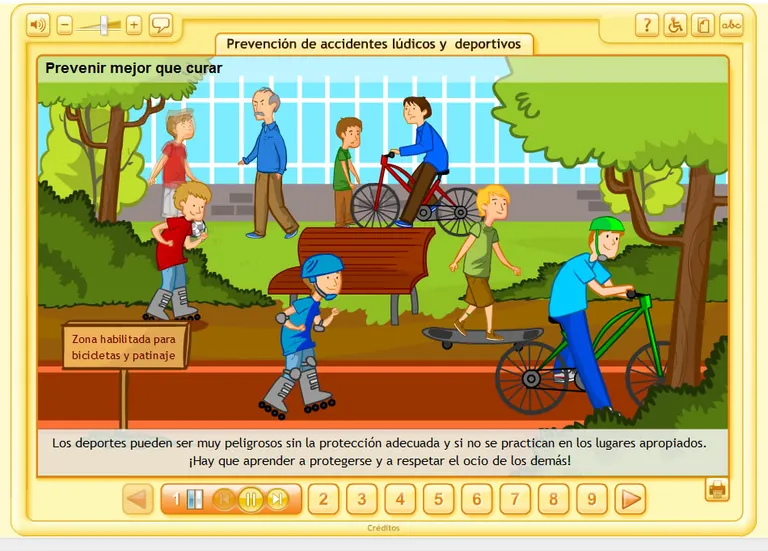 ? abc
Prevención de accidentes lúdicos y deportivos
Prevenir mejor que curar
Zona habilitada para
bicicletas y patinaje
Los deportes pueden ser muy peligrosos sin la protección adecuada y si no se practican en los lugares apropiados.
¡Hay que aprender a protegerse y a respetar el ocio de los demás!
1 2 3 4 5 6 7 8 9
Créditos